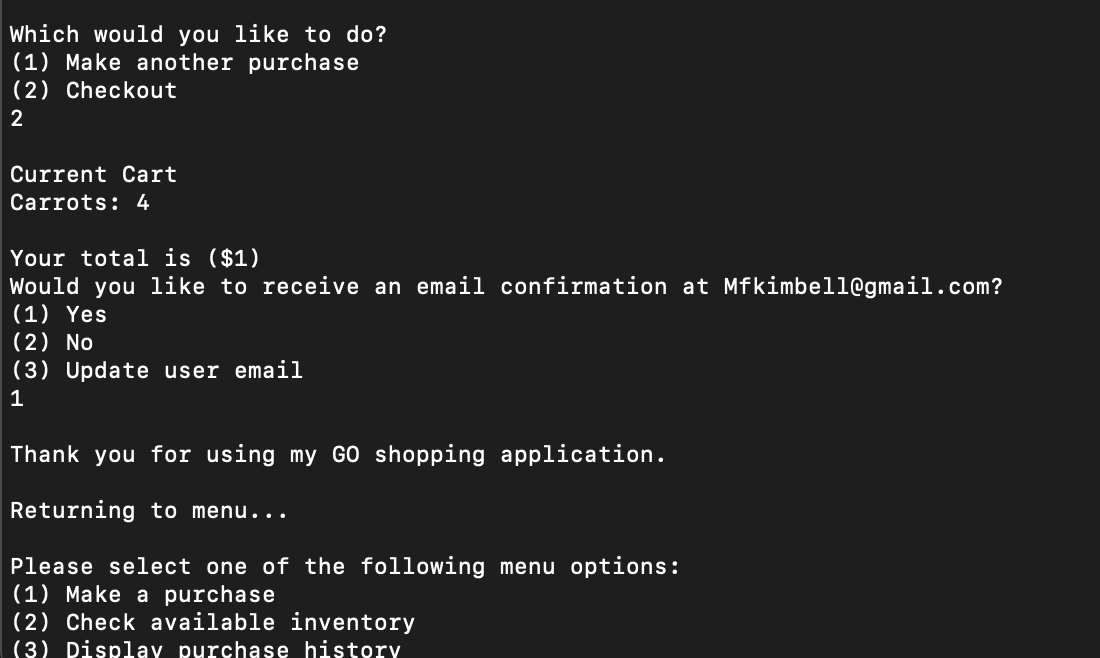 Which would you like to do?
(1) Make another purchase
(2) Checkout
2
Current Cart
Carrots: 4
Your total is ($1)
Would you like to receive an email confirmation at Mfkimbell@gmail.com?
(1) Yes
(2) No
(3) Update user email
1
Thank you for using my GO shopping application.
Returning to menu...
Please select one of the following menu options:
(1) Make a purchase
(2) Check available inventory
(3) Display purchase history